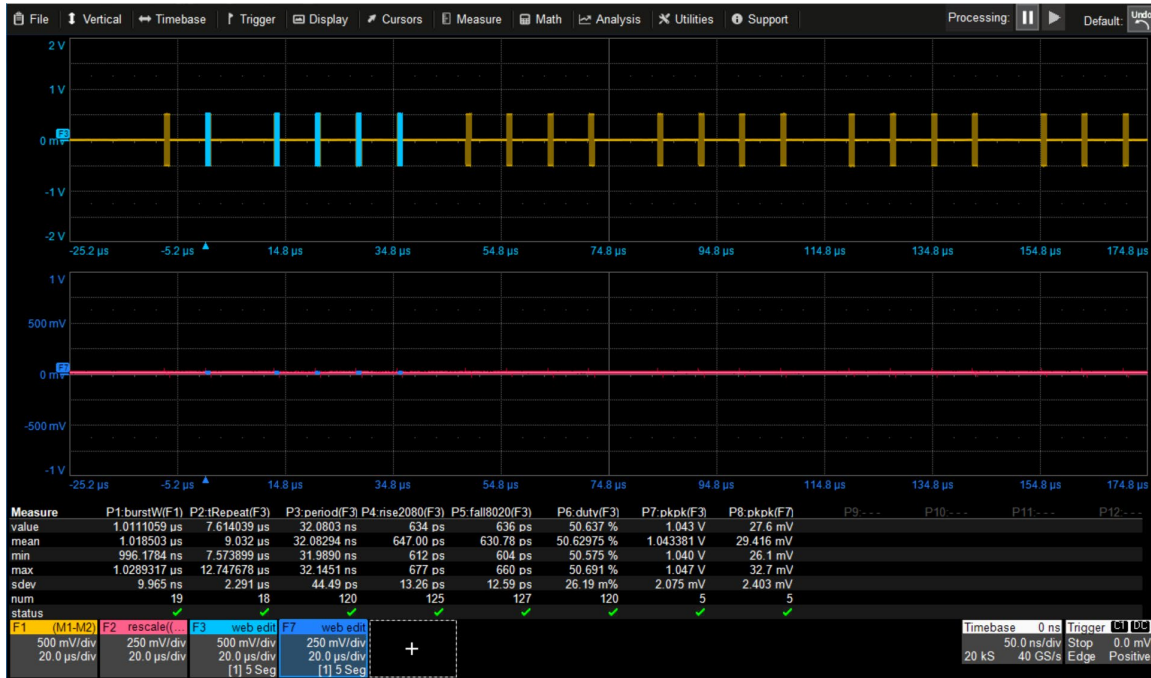 File Vertical Timebase Trigger Display Cursors Measure Math Analysis Utilities Support Processing: Default: Undo
2 V
1 V
F3
0 mV
-1 V
-2 V
-25.2 µs -5.2 µs 14.8 µs 34.8 µs 54.8 µs 74.8 µs 94.8 µs 114.8 µs 134.8 µs 154.8 µs 174.8 µs
1 V
500 mV
F7
0 mV
-500 mV
-1 V
-25.2 µs -5.2 µs 14.8 µs 34.8 µs 54.8 µs 74.8 µs 94.8 µs 114.8 µs 134.8 µs 154.8 µs 174.8 µs
Measure P1:burstW(F1) P2:tRepeat(F3) P3:period(F3) P4:rise2080(F3) P5:fall8020(F3) P6:duty(F3) P7:pkpk(F3) P8:pkpk(F7) P9:- - - P10:- - - P11:- - - P12:- - -
value 1.0111059 µs 7.614039 µs 32.0803 ns 634 ps 636 ps 50.637 % 1.043 V 27.6 mV
mean 1.018503 µs 9.032 µs 32.08294 ns 647.00 ps 630.78 ps 50.62975 % 1.043381 V 29.416 mV
min 996.1784 ns 7.573899 µs 31.9890 ns 612 ps 604 ps 50.575 % 1.040 V 26.1 mV
max 1.0289317 µs 12.747678 µs 32.1451 ns 677 ps 660 ps 50.691 % 1.047 V 32.7 mV
sdev 9.965 ns 2.291 µs 44.49 ps 13.26 ps 12.59 ps 26.19 m% 2.075 mV 2.403 mV
num 19 18 120 125 127 120 5 5
status
F1 (M1-M2) F2 rescale((... F3 web edit F7 web edit Timebase 0 ns Trigger C1 DC
500 mV/div 250 mV/div 500 mV/div 250 mV/div + 50.0 ns/div Stop 0.0 mV
20.0 µs/div 20.0 µs/div 20.0 µs/div 20.0 µs/div 20 kS 40 GS/s Edge Positive
[1] 5 Seg [1] 5 Seg